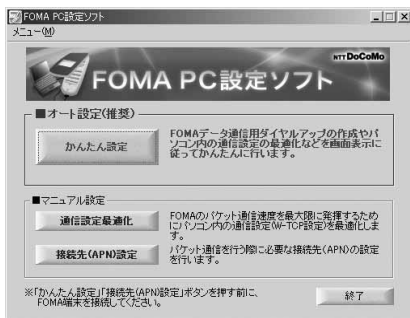 FOMA PC設定ソフト
メニュー(M)
NTT DoCoMo
FOMA PC設定ソフト
■オート設定(推奨)
かんたん設定
FOMAデータ通信用ダイヤルアップの作成やパ
ソコン内の通信設定の最適化などを画面表示に
従ってかんたんに行います。
■マニュアル設定
通信設定最適化
FOMAのパケット通信速度を最大限に発揮するため
にパソコン内の通信設定(W-TCP設定)を最適化しま
す。
接続先(APN)設定
パケット通信を行う際に必要な接続先(APN)の設定
を行います。
※「かんたん設定」「接続先(APN)設定」ボタンを押す前に、
FOMA端末を接続してください。
終了